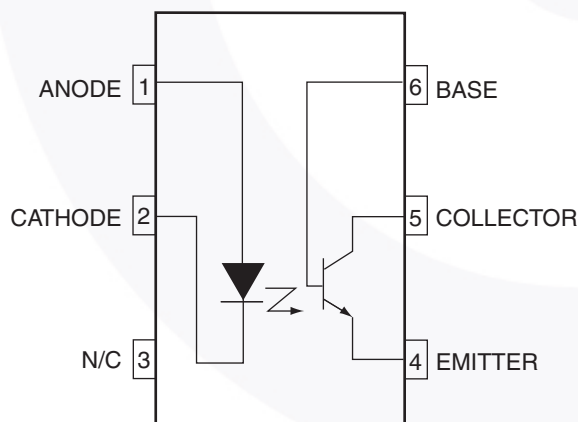 ANODE 1
6 BASE
CATHODE 2
5 COLLECTOR
N/C 3
4 EMITTER